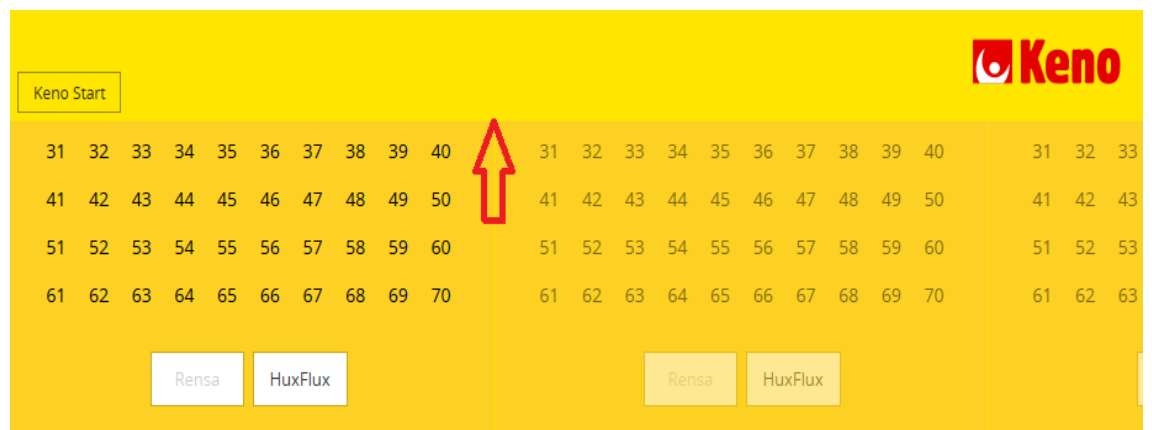 Keno
Keno Start
31 32 33 34 35 36 37 38 39 40 31 32 33 34 35 36 37 38 39 40 31 32 33
41 42 43 44 45 46 47 48 49 50 41 42 43 44 45 46 47 48 49 50 41 42 43
51 52 53 54 55 56 57 58 59 60 51 52 53 54 55 56 57 58 59 60 51 52 53
61 62 63 64 65 66 67 68 69 70 61 62 63 64 65 66 67 68 69 70 61 62 63
Rensa HuxFlux Rensa HuxFlux